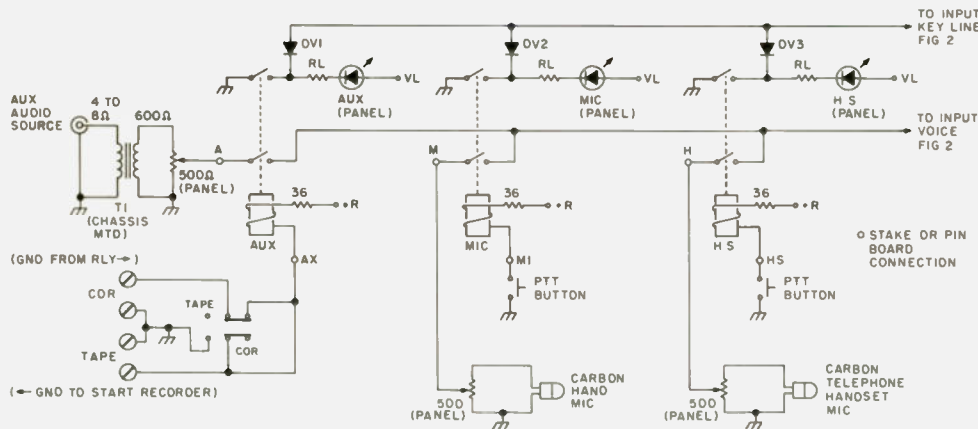 TO INPUT
KEY LINE
FIG 2
DV1
DV2
DV3
RL
VL
RL
VL
RL
VL
AUX
(PANEL)
MIC
(PANEL)
HS
(PANEL)
AUX
AUDIO
SOURCE
4 TO
8Ω
600Ω
A
500Ω
(PANEL)
T1
(CHASSIS
MTD)
M
H
TO INPUT
VOICE
FIG 2
36
+R
AUX
36
+R
MIC
36
+R
HS
STAKE OR PIN
BOARD
CONNECTION
AX
M1
HS
PTT
BUTTON
PTT
BUTTON
(GND FROM RLY→)
COR
TAPE
COR
TAPE
(← GND TO START RECORDER)
500
(PANEL)
CARBON
HAND
MIC
500
(PANEL)
CARBON
TELEPHONE
HANDSET
MIC